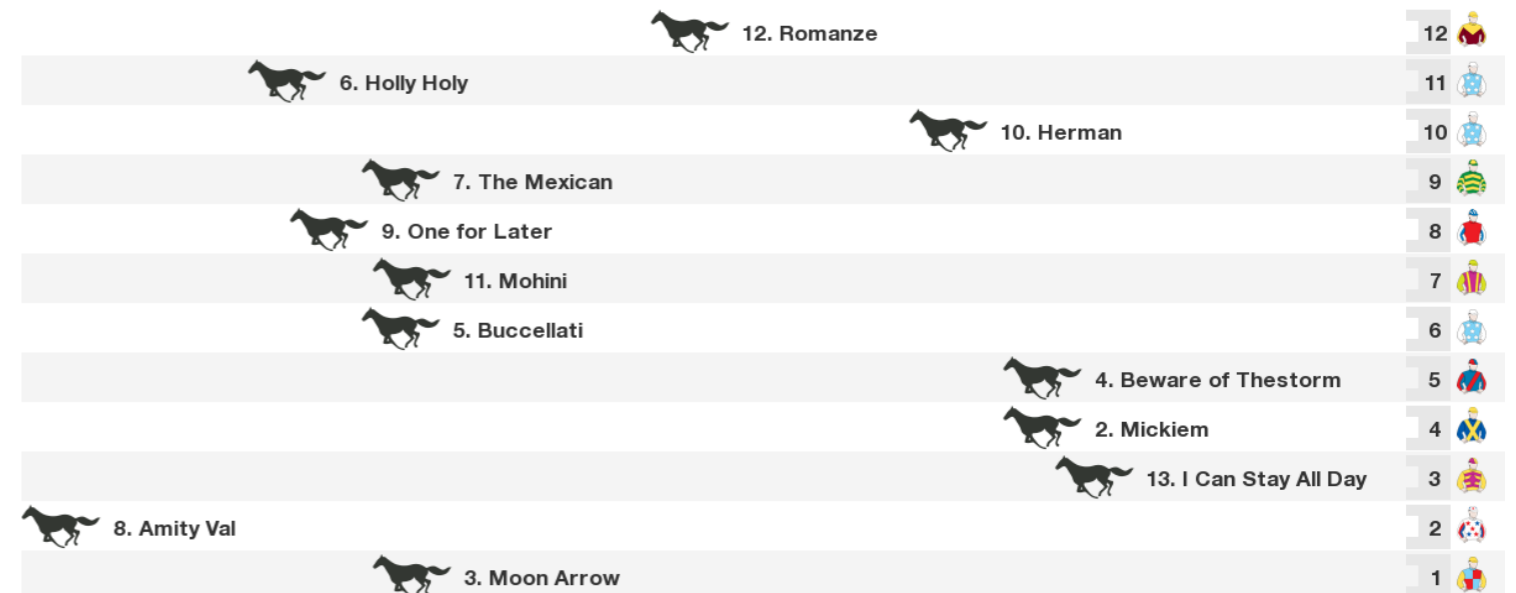 12. Romanze 12
6. Holly Holy 11
10. Herman 10
7. The Mexican 9
9. One for Later 8
11. Mohini 7
5. Buccellati 6
4. Beware of Thestorm 5
2. Mickiem 4
13. I Can Stay All Day 3
8. Amity Val 2
3. Moon Arrow 1